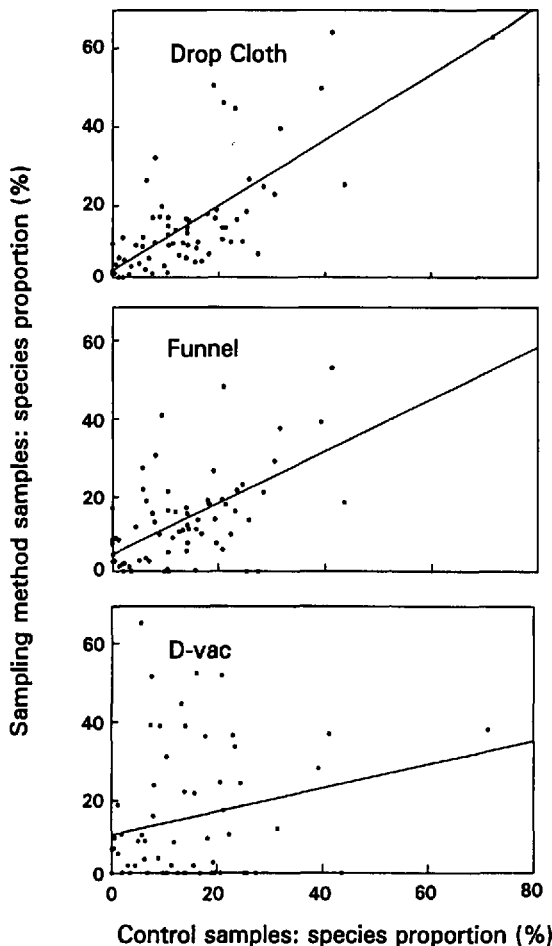 Sampling method samples: species proportion (%)
Drop Cloth
60
40
20
0
Funnel
60
40
20
0
D-vac
60
40
20
0
0 20 40 60 80
Control samples: species proportion (%)